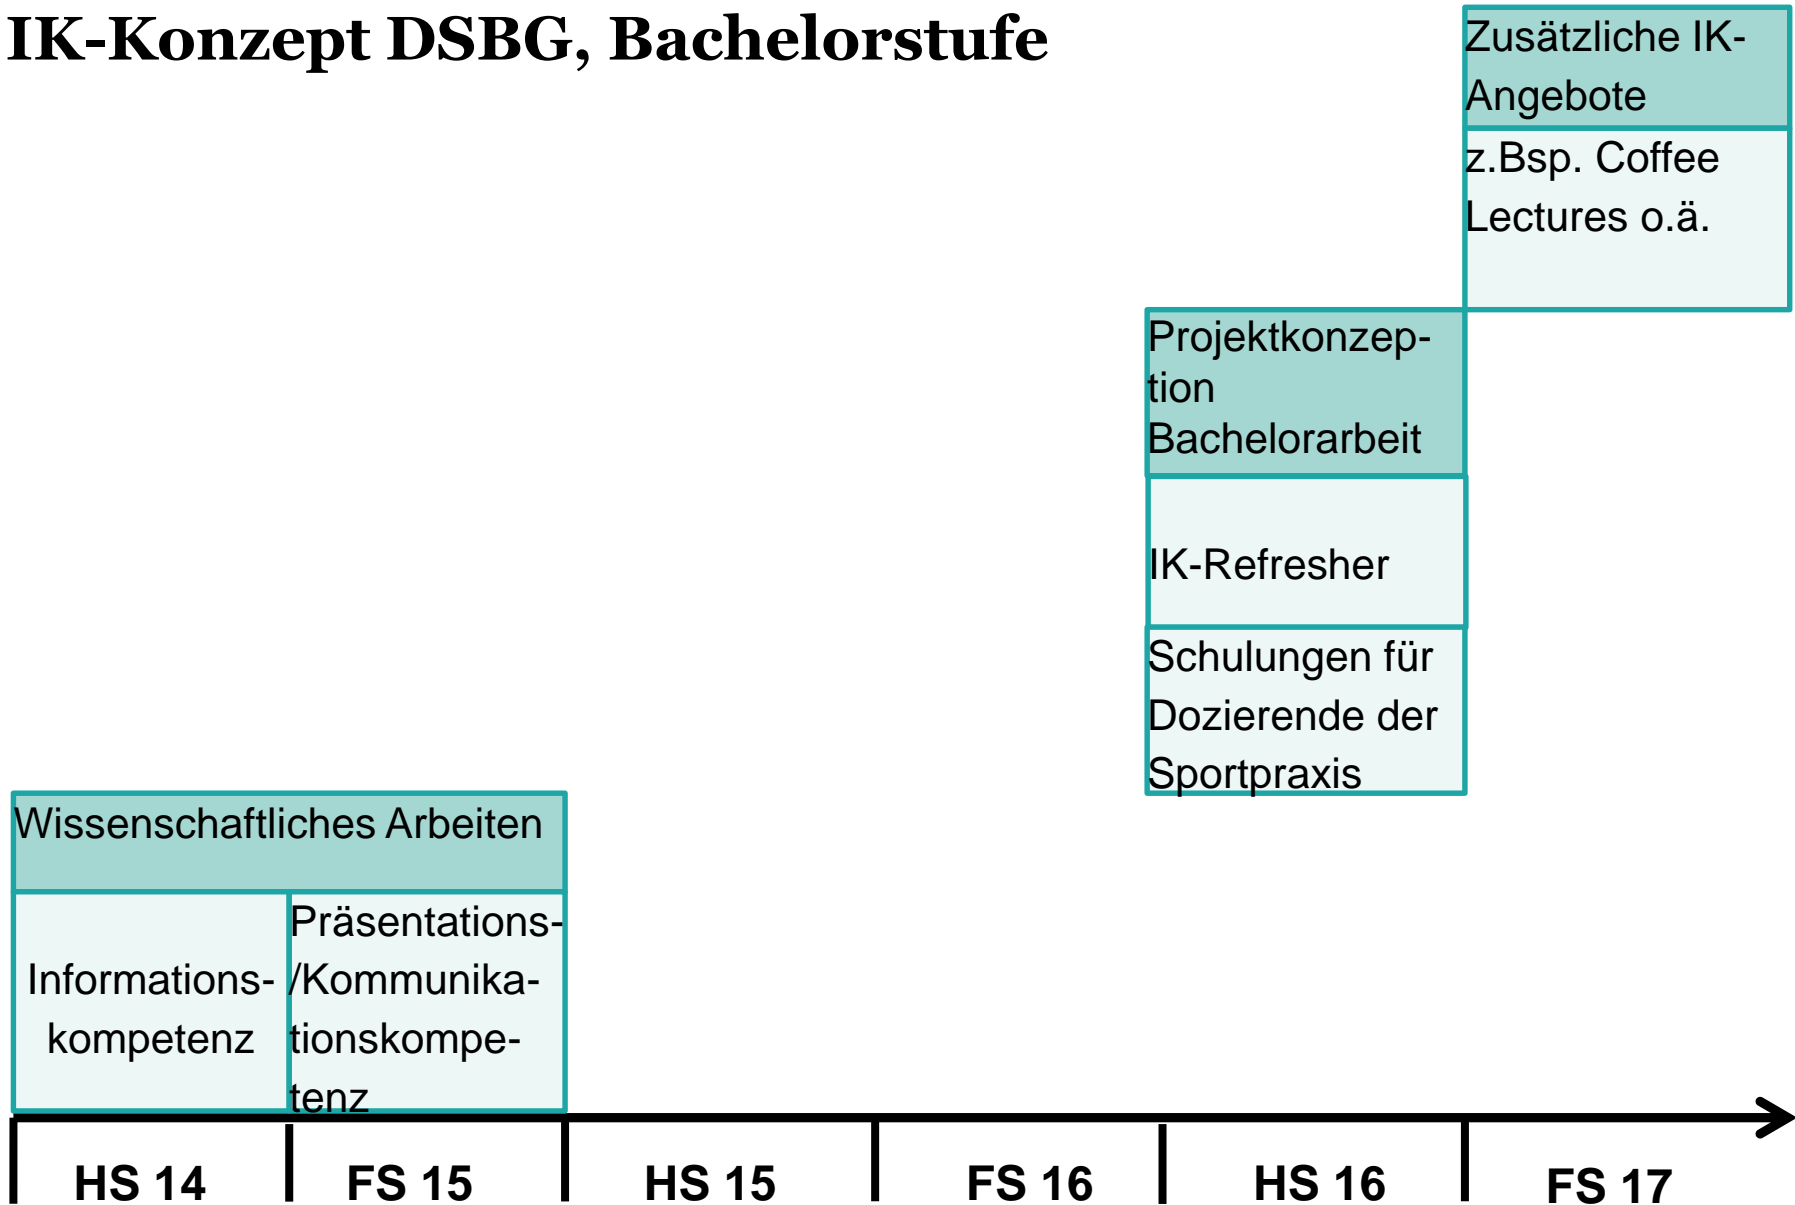 IK-Konzept DSBG, Bachelorstufe
Zusätzliche IK-
Angebote
z.Bsp. Coffee
Lectures o.ä.
Projektkonzep-
tion
Bachelorarbeit
IK-Refresher
Schulungen für
Dozierende der
Sportpraxis
Wissenschaftliches Arbeiten
Informations-
kompetenz
Präsentations-
/Kommunika-
tionskompe-
tenz
HS 14
FS 15
HS 15
FS 16
HS 16
FS 17